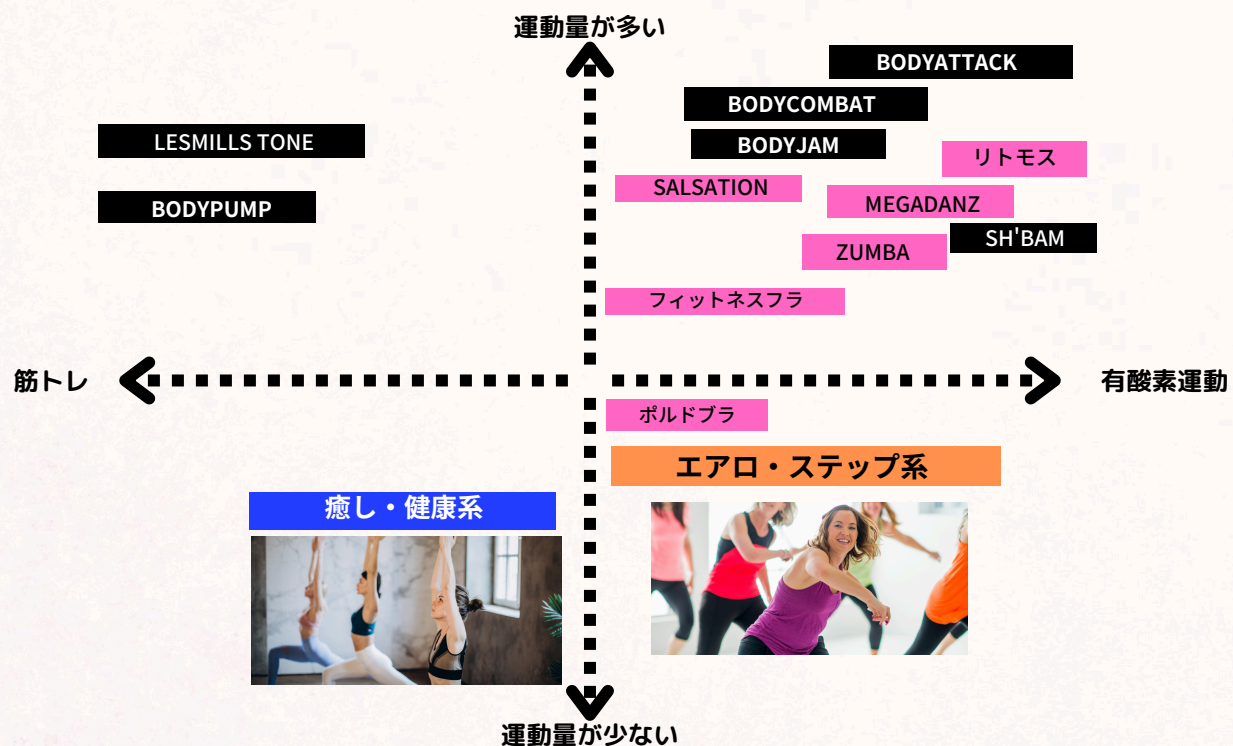 運動量が多い
BODYATTACK
BODYCOMBAT
LESMILLS TONE
BODYJAM
リトモス
SALSATION
MEGADANZ
BODYPUMP
SH'BAM
ZUMBA
フィットネスフラ
筋トレ
有酸素運動
ポルドブラ
エアロ・ステップ系
癒し・健康系
運動量が少ない